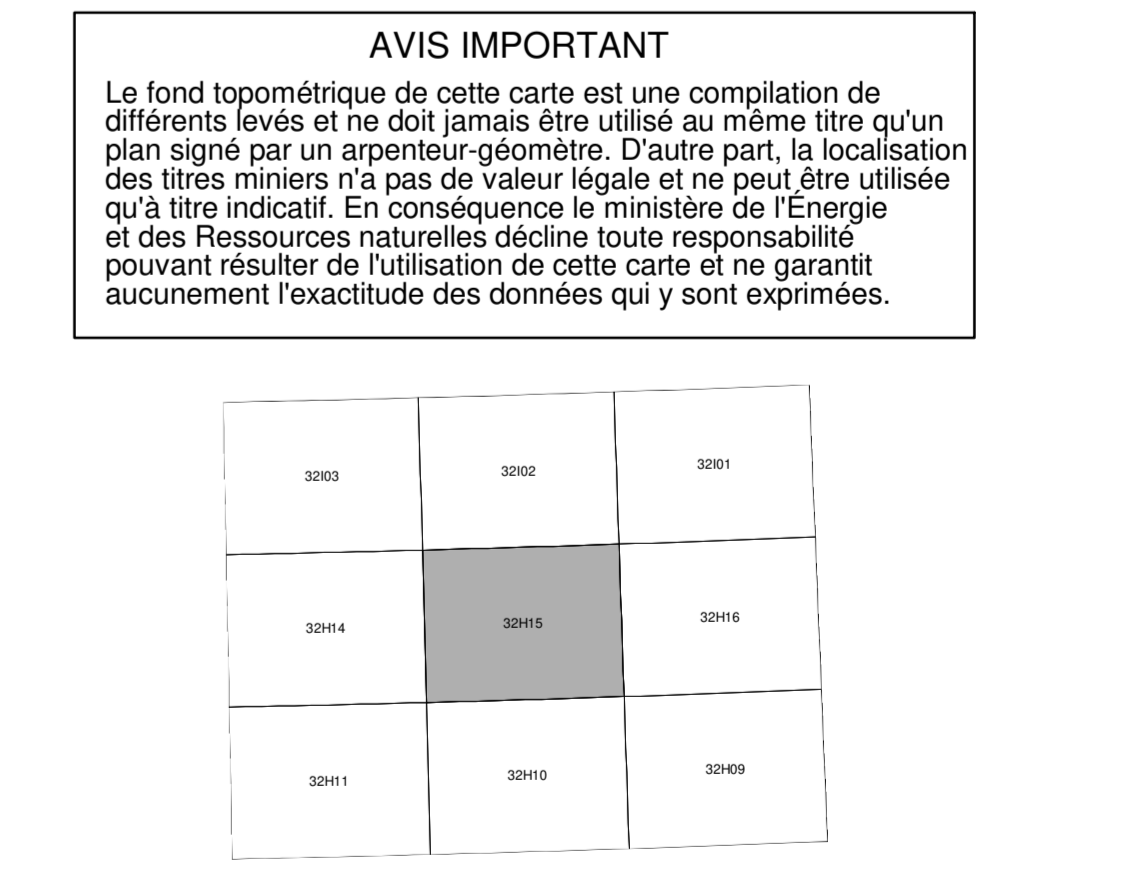 AVIS IMPORTANT
Le fond topométrique de cette carte est une compilation de
différents levés et ne doit jamais être utilisé au même titre qu'un
plan signé par un arpenteur-géomètre. D'autre part, la localisation
des titres miniers n'a pas de valeur légale et ne peut être utilisée
qu'à titre indicatif. En conséquence le ministère de l'Énergie
et des Ressources naturelles décline toute responsabilité
pouvant résulter de l'utilisation de cette carte et ne garantit
aucunement l'exactitude des données qui y sont exprimées.
32I03 32I02 32I01
32H14 32H15 32H16
32H11 32H10 32H09